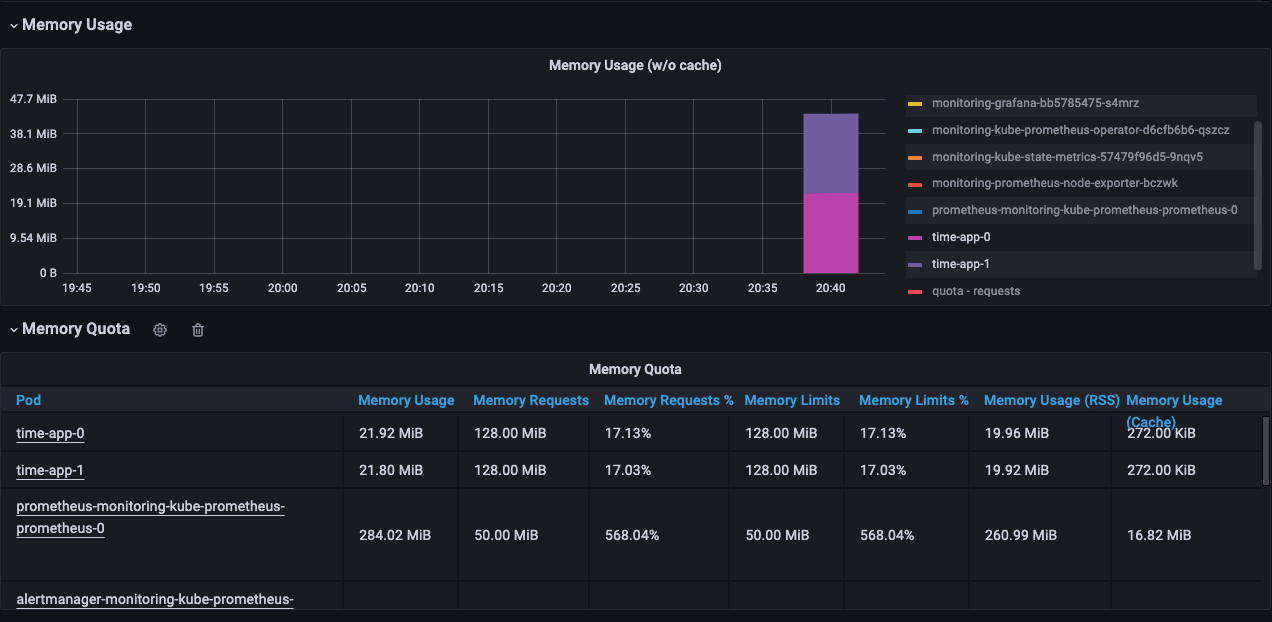 Memory Usage
Memory Usage (w/o cache)
47.7 MiB
38.1 MiB
28.6 MiB
19.1 MiB
9.54 MiB
0 B
19:45 19:50 19:55 20:00 20:05 20:10 20:15 20:20 20:25 20:30 20:35 20:40
monitoring-grafana-bb5785475-s4mrz
monitoring-kube-prometheus-operator-d6cfb6b6-qszcz
monitoring-kube-state-metrics-57479f96d5-9nqv5
monitoring-prometheus-node-exporter-bczwk
prometheus-monitoring-kube-prometheus-prometheus-0
time-app-0
time-app-1
quota - requests
Memory Quota
Memory Quota
Pod Memory Usage Memory Requests Memory Requests % Memory Limits Memory Limits % Memory Usage (RSS) Memory Usage
(Cache)
time-app-0 21.92 MiB 128.00 MiB 17.13% 128.00 MiB 17.13% 19.96 MiB 272.00 KiB
time-app-1 21.80 MiB 128.00 MiB 17.03% 128.00 MiB 17.03% 19.92 MiB 272.00 KiB
prometheus-monitoring-kube-prometheus-
prometheus-0
284.02 MiB 50.00 MiB 568.04% 50.00 MiB 568.04% 260.99 MiB 16.82 MiB
alertmanager-monitoring-kube-prometheus-